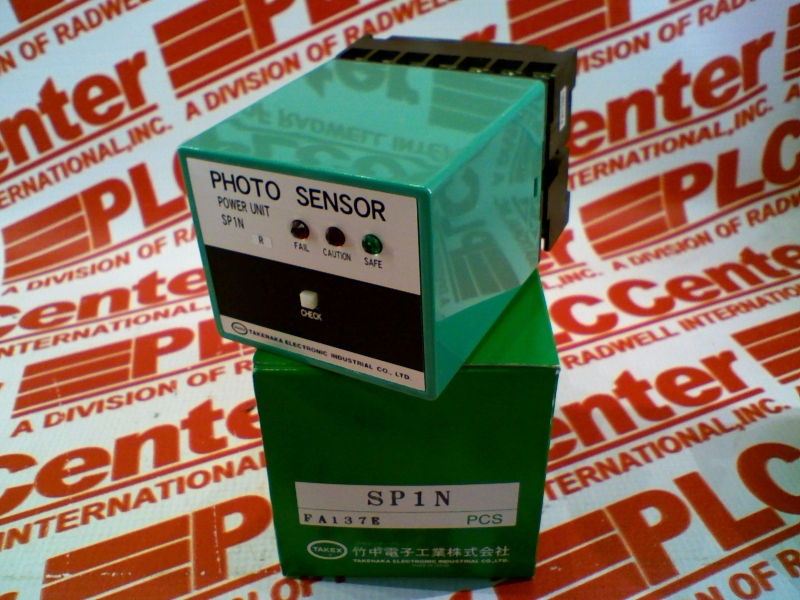 PHOTO SENSOR
POWER UNIT
SP1N
R
FAIL
CAUTION
SAFE
CHECK
TAKENAKA ELECTRONIC INDUSTRIAL CO., LTD.
SP1N
FA137E
PCS
TAKEX
竹中電子工業株式会社
TAKENAKA ELECTRONIC INDUSTRIAL CO.,LTD.
PLCCenter
A DIVISION OF RADWELL INTERNATIONAL, INC.